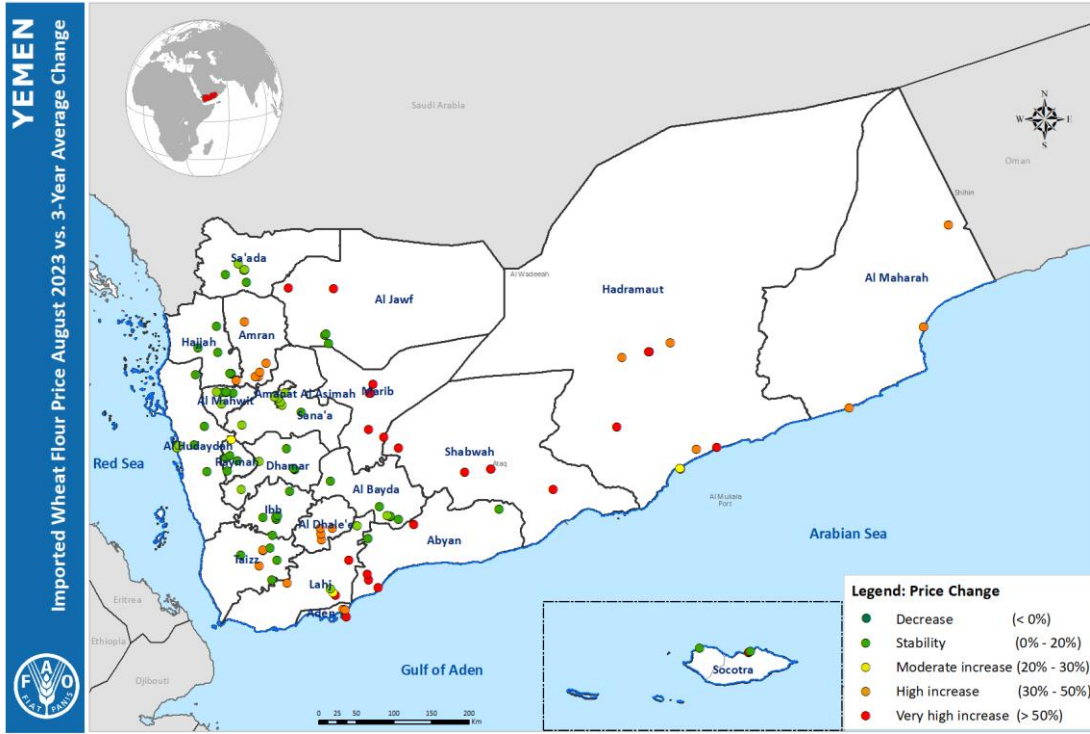 YEMEN
Imported Wheat Flour Price August 2023 vs. 3-Year Average Change
FAO
FIAT PANIS
Saudi Arabia
N
W E
S
Oman
Shihin
Sa'ada
Al Wadeeah
Al Jawf
Hadramaut
Al Maharah
Hajjah
Amran
Marib
Al Mahwit
Amanat Al Asimah
Sana'a
Al Hudaydah
Red Sea
Raymah
Dhamar
Shabwah
Ataq
Al Bayda
Al Mukala
Port
Ibb
Al Dhale'e
Abyan
Arabian Sea
Taizz
Lahj
Aden
Eritrea
Ethiopia
Djibouti
Gulf of Aden
Socotra
0 50 100 150 200
Km
Legend: Price Change
Decrease (< 0%)
Stability (0% - 20%)
Moderate increase (20% - 30%)
High increase (30% - 50%)
Very high increase (> 50%)